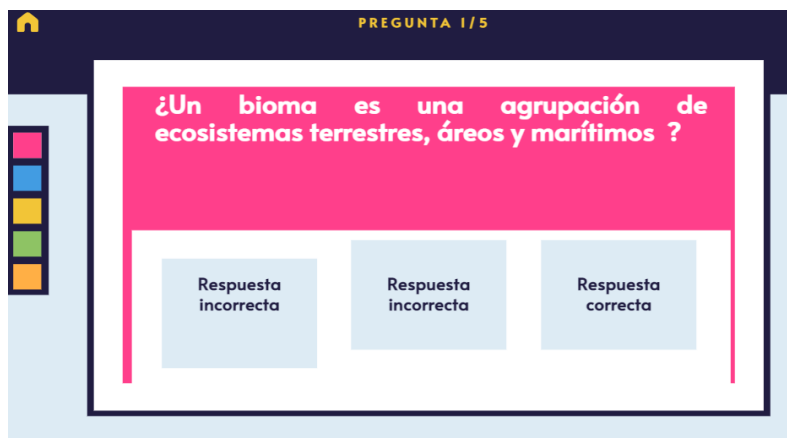 PREGUNTA 1/5
¿Un bioma es una agrupación de
ecosistemas terrestres, áreos y marítimos ?
Respuesta
incorrecta
Respuesta
incorrecta
Respuesta
correcta